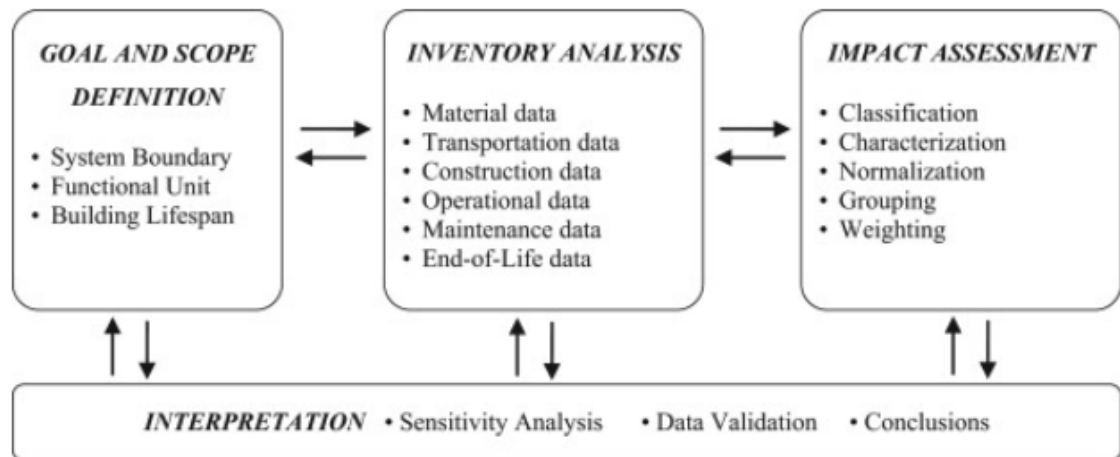 GOAL AND SCOPE
DEFINITION
• System Boundary
• Functional Unit
• Building Lifespan
INVENTORY ANALYSIS
• Material data
• Transportation data
• Construction data
• Operational data
• Maintenance data
• End-of-Life data
IMPACT ASSESSMENT
• Classification
• Characterization
• Normalization
• Grouping
• Weighting
INTERPRETATION • Sensitivity Analysis • Data Validation • Conclusions